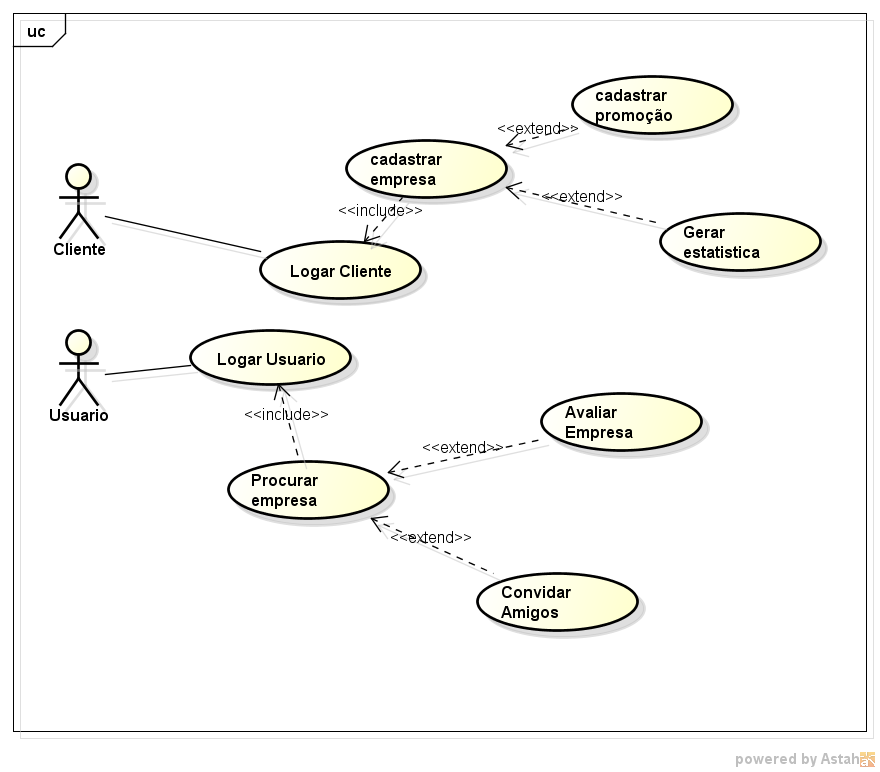 uc
cadastrar
promoção
<<extend>>
cadastrar
empresa
<<extend>>
<<include>>
Gerar
estatistica
Cliente
Logar Cliente
Logar Usuario
Usuario
<<include>>
Avaliar
Empresa
<<extend>>
Procurar
empresa
<<extend>>
Convidar
Amigos
powered by Astah